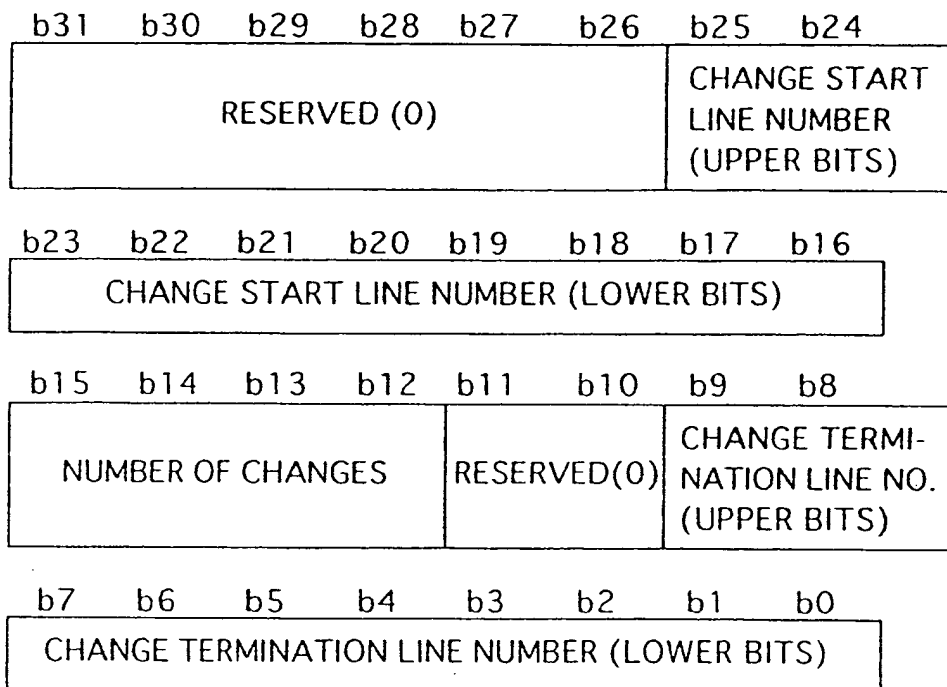 b31 b30 b29 b28 b27 b26 b25 b24
RESERVED (0)
CHANGE START
LINE NUMBER
(UPPER BITS)
b23 b22 b21 b20 b19 b18 b17 b16
CHANGE START LINE NUMBER (LOWER BITS)
b15 b14 b13 b12 b11 b10 b9 b8
NUMBER OF CHANGES
RESERVED(0)
CHANGE TERMI-
NATION LINE NO.
(UPPER BITS)
b7 b6 b5 b4 b3 b2 b1 b0
CHANGE TERMINATION LINE NUMBER (LOWER BITS)